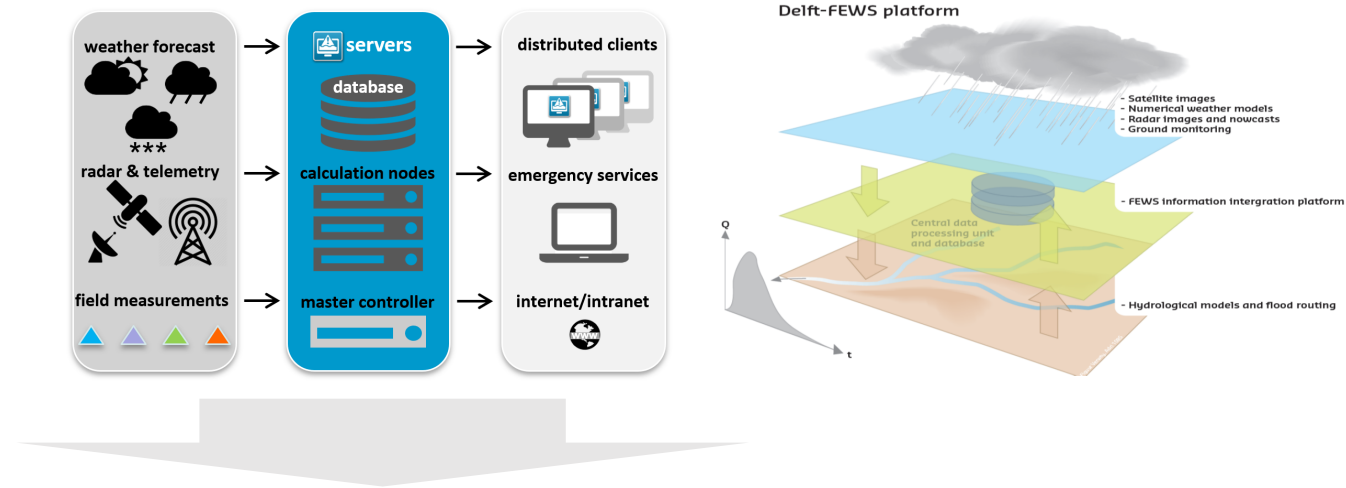 weather forecast
radar & telemetry
field measurements
servers
database
calculation nodes
master controller
distributed clients
emergency services
internet/intranet
www
Delft-FEWS platform
- Satellite images
- Numerical weather models
- Radar images and nowcasts
- Ground monitoring
- FEWS information intergration platform
Central data
processing unit
and database
- Hydrological models and flood routing
Q
t